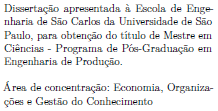 Dissertação apresentada à Escola de Enge-
nharia de São Carlos da Universidade de São
Paulo, para obtenção do título de Mestre em
Ciências - Programa de Pós-Graduação em
Engenharia de Produção.
Área de concentração: Economia, Organiza-
ções e Gestão do Conhecimento